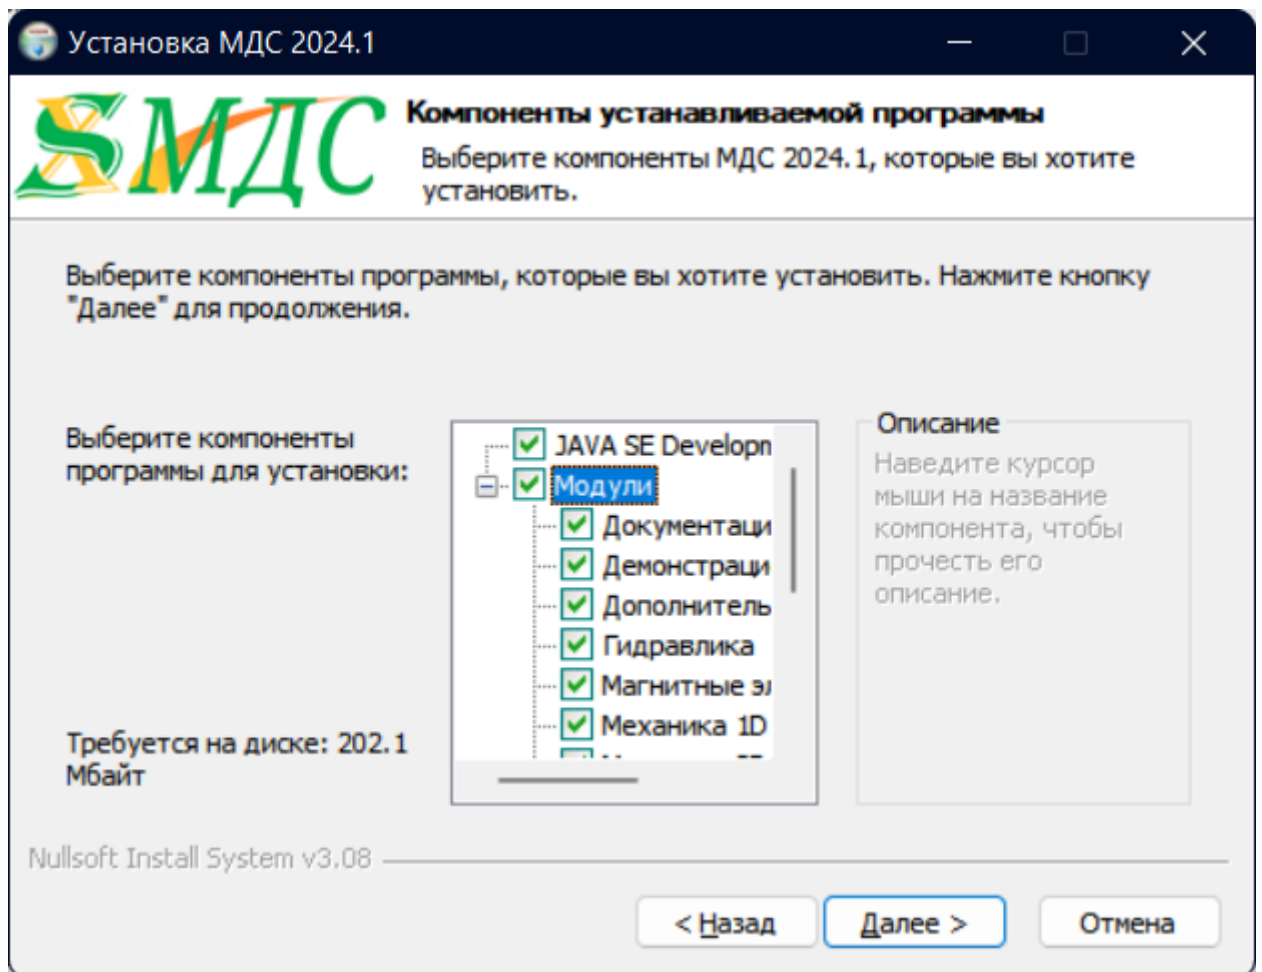 Установка МДС 2024.1
SМДС
Компоненты устанавливаемой программы
Выберите компоненты МДС 2024.1, которые вы хотите
установить.
Выберите компоненты программы, которые вы хотите установить. Нажмите кнопку
"Далее" для продолжения.
Выберите компоненты
программы для установки:
JAVA SE Developm
Модули
Документаци
Демонстраци
Дополнитель
Гидравлика
Магнитные эл
Механика 1D
Описание
Наведите курсор
мыши на название
компонента, чтобы
прочесть его
описание.
Требуется на диске: 202.1
Мбайт
Nullsoft Install System v3.08
< Назад
Далее >
Отмена